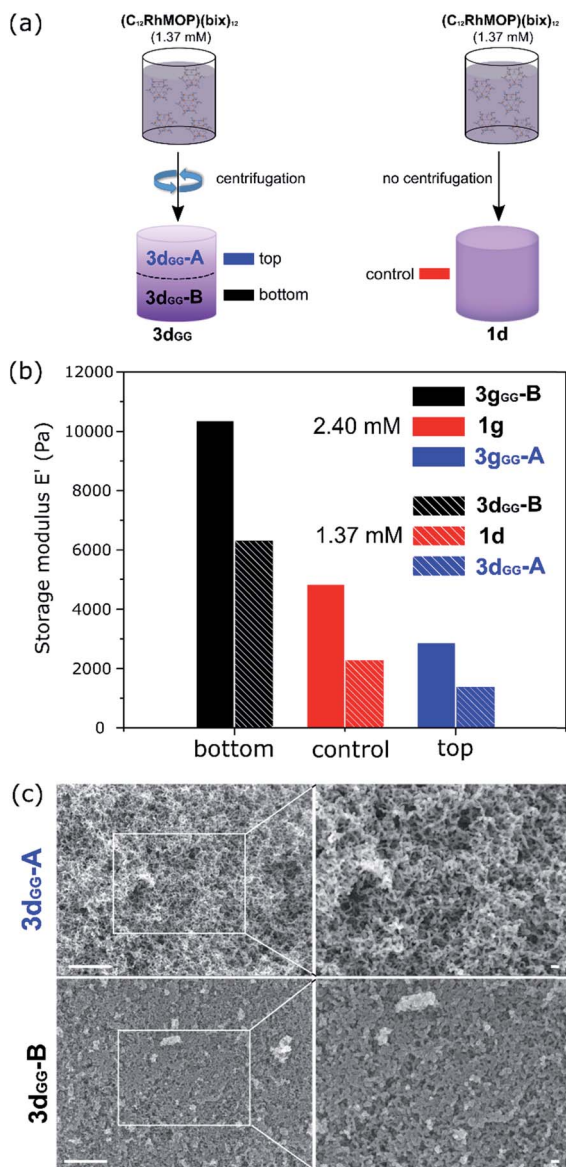 (a)
(C₁₂RhMOP)(bix)₁₂
(1.37 mM)
(C₁₂RhMOP)(bix)₁₂
(1.37 mM)
centrifugation
no centrifugation
3dGG-A
top
3dGG-B
bottom
control
3dGG
1d
(b)
Storage modulus E' (Pa)
12000
10000
8000
6000
4000
2000
0
2.40 mM
3gGG-B
1g
3gGG-A
1.37 mM
3dGG-B
1d
3dGG-A
bottom
control
top
(c)
3dGG-A
3dGG-B